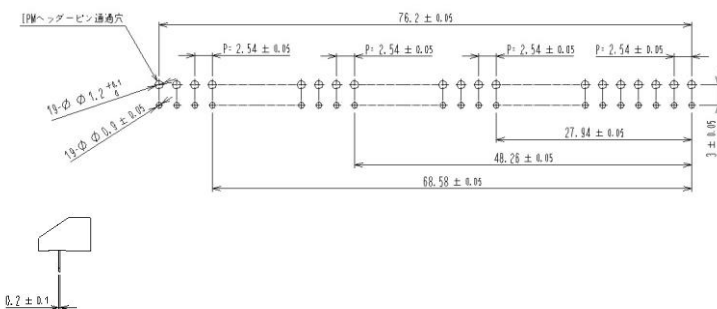 IPMヘッダーピン通過穴
76.2 ± 0.05
P= 2.54 ± 0.05
P= 2.54 ± 0.05
P= 2.54 ± 0.05
P= 2.54 ± 0.05
19-Ø Ø 1.2 +0.1 0
19-Ø Ø 0.9 ± 0.05
27.94 ± 0.05
48.26 ± 0.05
68.58 ± 0.05
3 ± 0.05
0.2 ± 0.1